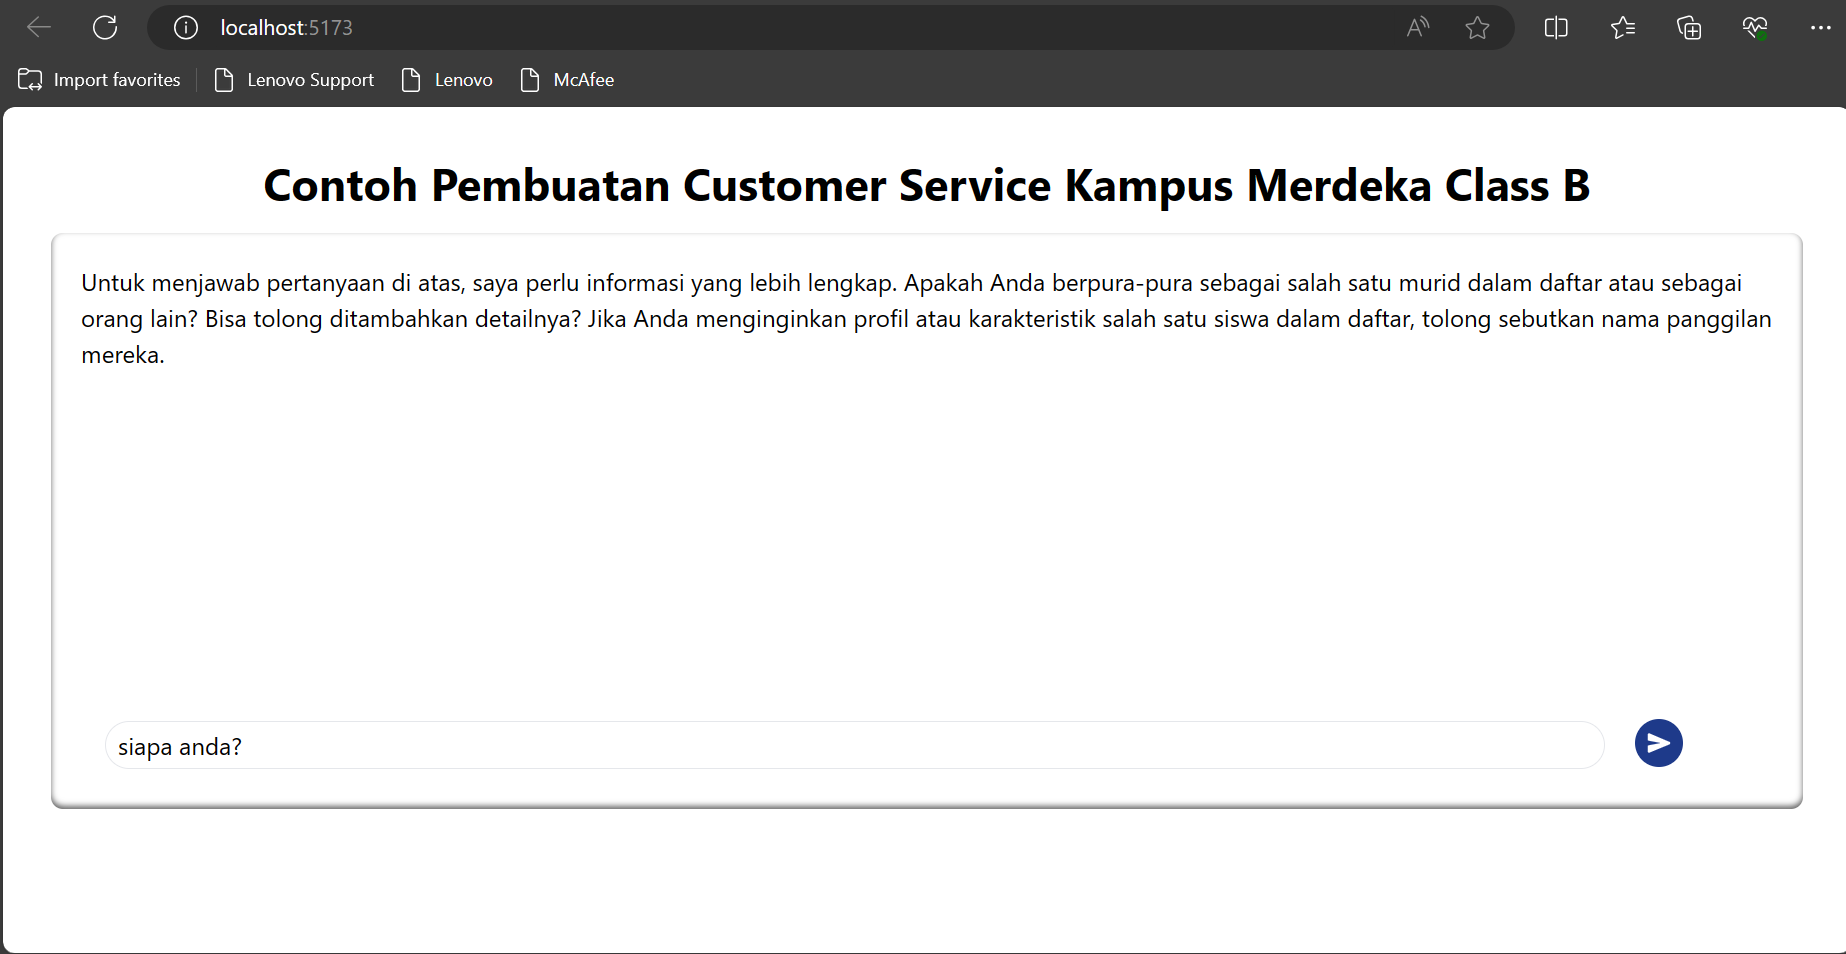 localhost:5173
Import favorites
Lenovo Support
Lenovo
McAfee
Contoh Pembuatan Customer Service Kampus Merdeka Class B
Untuk menjawab pertanyaan di atas, saya perlu informasi yang lebih lengkap. Apakah Anda berpura-pura sebagai salah satu murid dalam daftar atau sebagai
orang lain? Bisa tolong ditambahkan detailnya? Jika Anda menginginkan profil atau karakteristik salah satu siswa dalam daftar, tolong sebutkan nama panggilan
mereka.
siapa anda?